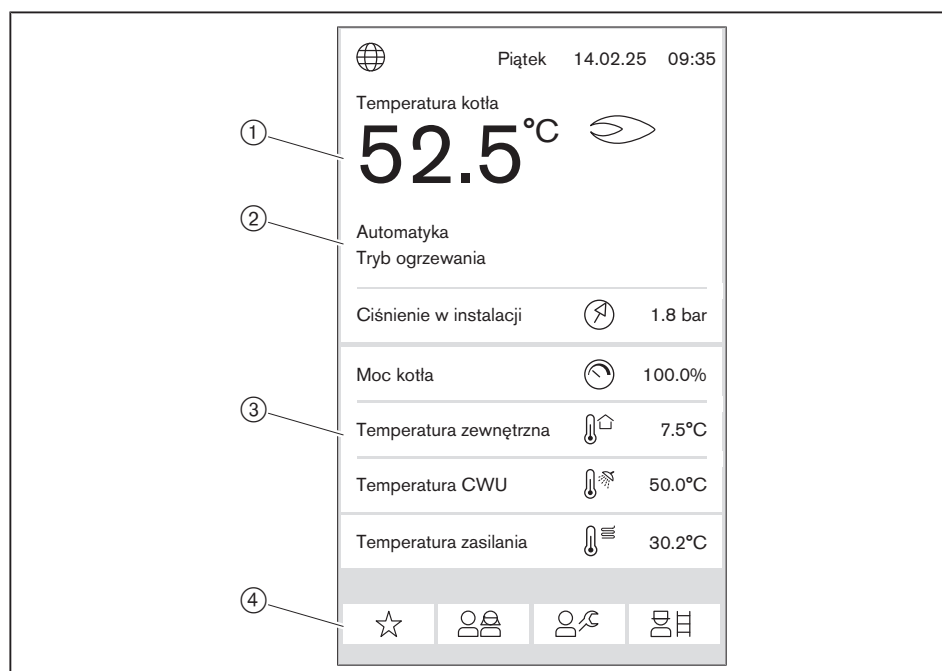 Piątek 14.02.25 09:35
Temperatura kotła
① 52.5°C
② Automatyka
Tryb ogrzewania
Ciśnienie w instalacji 1.8 bar
Moc kotła 100.0%
③ Temperatura zewnętrzna 7.5°C
Temperatura CWU 50.0°C
Temperatura zasilania 30.2°C
④